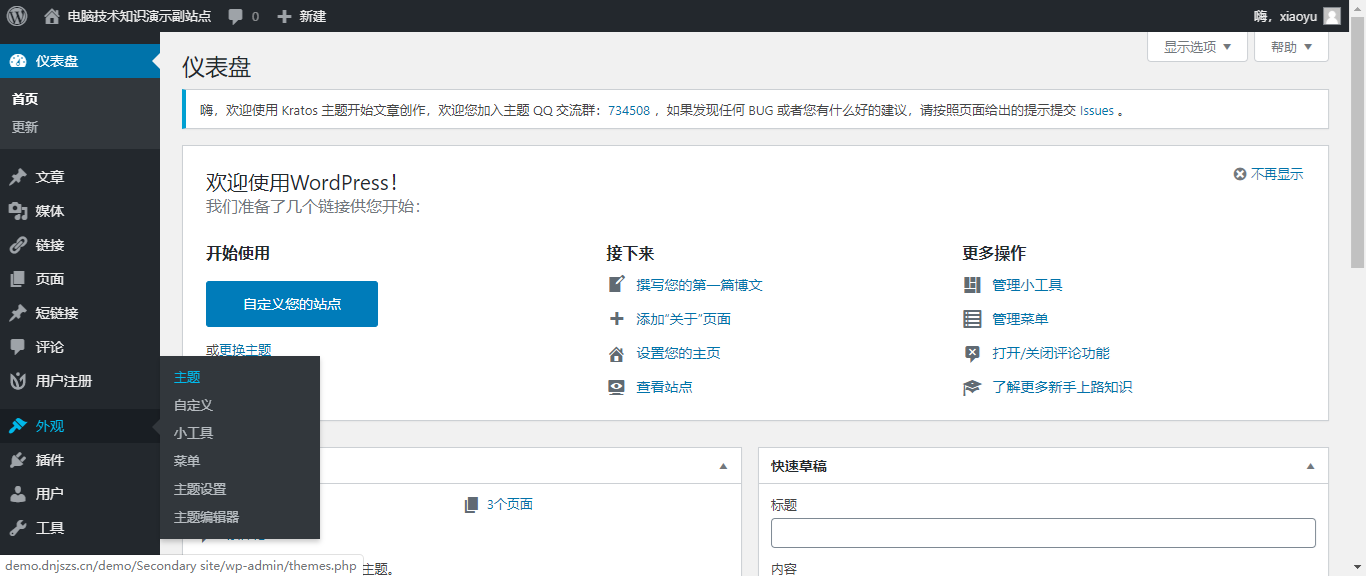 电脑技术知识演示副站点 0 新建 嗨，xiaoyu
仪表盘
首页
更新
文章
媒体
链接
页面
短链接
评论
用户注册
外观
插件
用户
工具
主题
自定义
小工具
菜单
主题设置
主题编辑器
显示选项 帮助
仪表盘
嗨，欢迎使用 Kratos 主题开始文章创作，欢迎您加入主题 QQ 交流群：734508 ，如果发现任何 BUG 或者您有什么好的建议，请按照页面给出的提示提交 Issues 。
欢迎使用WordPress！
不再显示
我们准备了几个链接供您开始：
开始使用
自定义您的站点
或更换主题
接下来
撰写您的第一篇博文
添加“关于”页面
设置您的主页
查看站点
更多操作
管理小工具
管理菜单
打开/关闭评论功能
了解更多新手上路知识
3个页面
主题。
快速草稿
标题
内容
demo.dnjszs.cn/demo/Secondary site/wp-admin/themes.php